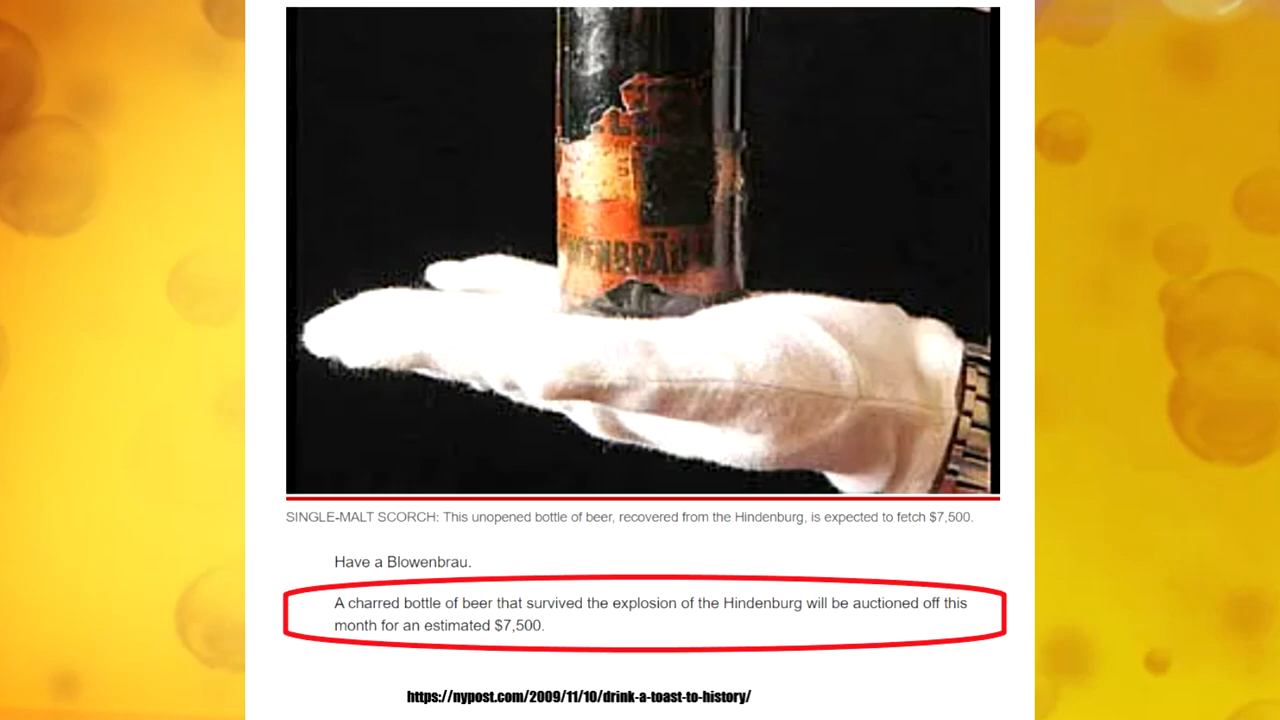 ENBRÄU
SINGLE-MALT SCORCH: This unopened bottle of beer, recovered from the Hindenburg, is expected to fetch $7,500.
Have a Blowenbrau.
A charred bottle of beer that survived the explosion of the Hindenburg will be auctioned off this
month for an estimated $7,500.
https://nypost.com/2009/11/10/drink-a-toast-to-history/